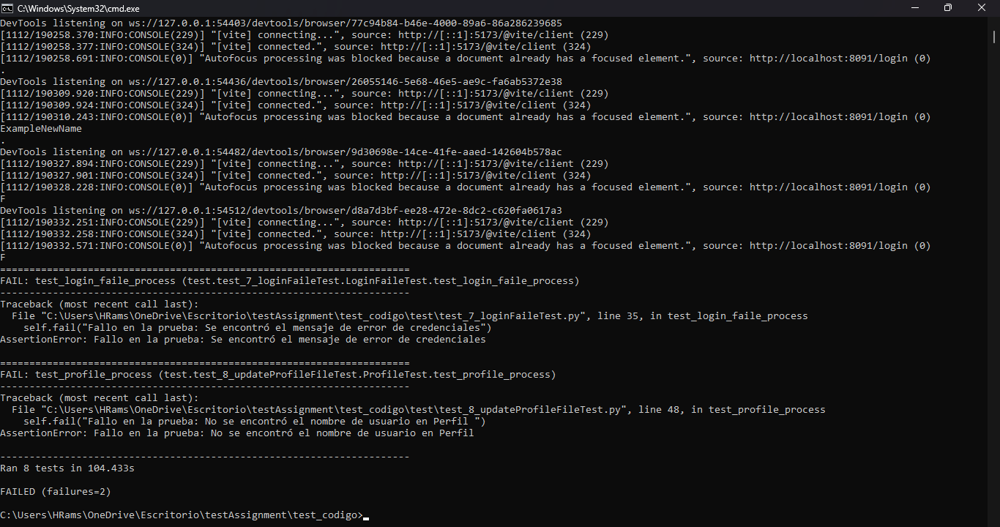 C:\Windows\System32\cmd.exe
DevTools listening on ws://127.0.0.1:54403/devtools/browser/77c94b84-b46e-4000-89a6-86a286239685
[1112/190258.370:INFO:CONSOLE(229)] "[vite] connecting...", source: http://[::1]:5173/@vite/client (229)
[1112/190258.377:INFO:CONSOLE(324)] "[vite] connected.", source: http://[::1]:5173/@vite/client (324)
[1112/190258.691:INFO:CONSOLE(0)] "Autofocus processing was blocked because a document already has a focused element.", source: http://localhost:8091/login (0)
.
DevTools listening on ws://127.0.0.1:54436/devtools/browser/26055146-5e68-46e5-ae9c-fa6ab5372e38
[1112/190309.920:INFO:CONSOLE(229)] "[vite] connecting...", source: http://[::1]:5173/@vite/client (229)
[1112/190309.924:INFO:CONSOLE(324)] "[vite] connected.", source: http://[::1]:5173/@vite/client (324)
[1112/190310.243:INFO:CONSOLE(0)] "Autofocus processing was blocked because a document already has a focused element.", source: http://localhost:8091/login (0)
ExampleNewName
.
DevTools listening on ws://127.0.0.1:54482/devtools/browser/9d30698e-14ce-41fe-aaed-142604b578ac
[1112/190327.894:INFO:CONSOLE(229)] "[vite] connecting...", source: http://[::1]:5173/@vite/client (229)
[1112/190327.901:INFO:CONSOLE(324)] "[vite] connected.", source: http://[::1]:5173/@vite/client (324)
[1112/190328.228:INFO:CONSOLE(0)] "Autofocus processing was blocked because a document already has a focused element.", source: http://localhost:8091/login (0)
F
DevTools listening on ws://127.0.0.1:54512/devtools/browser/d8a7d3bf-ee28-472e-8dc2-c620fa0617a3
[1112/190332.251:INFO:CONSOLE(229)] "[vite] connecting...", source: http://[::1]:5173/@vite/client (229)
[1112/190332.258:INFO:CONSOLE(324)] "[vite] connected.", source: http://[::1]:5173/@vite/client (324)
[1112/190332.571:INFO:CONSOLE(0)] "Autofocus processing was blocked because a document already has a focused element.", source: http://localhost:8091/login (0)
F
======================================================================
FAIL: test_login_faile_process (test.test_7_loginFaileTest.LoginFaileTest.test_login_faile_process)
----------------------------------------------------------------------
Traceback (most recent call last):
  File "C:\Users\HRams\OneDrive\Escritorio\testAssignment\test_codigo\test\test_7_loginFaileTest.py", line 35, in test_login_faile_process
    self.fail("Fallo en la prueba: Se encontró el mensaje de error de credenciales")
AssertionError: Fallo en la prueba: Se encontró el mensaje de error de credenciales
======================================================================
FAIL: test_profile_process (test.test_8_updateProfileFileTest.ProfileTest.test_profile_process)
----------------------------------------------------------------------
Traceback (most recent call last):
  File "C:\Users\HRams\OneDrive\Escritorio\testAssignment\test_codigo\test\test_8_updateProfileFileTest.py", line 48, in test_profile_process
    self.fail("Fallo en la prueba: No se encontró el nombre de usuario en Perfil ")
AssertionError: Fallo en la prueba: No se encontró el nombre de usuario en Perfil
----------------------------------------------------------------------
Ran 8 tests in 104.433s
FAILED (failures=2)
C:\Users\HRams\OneDrive\Escritorio\testAssignment\test_codigo>